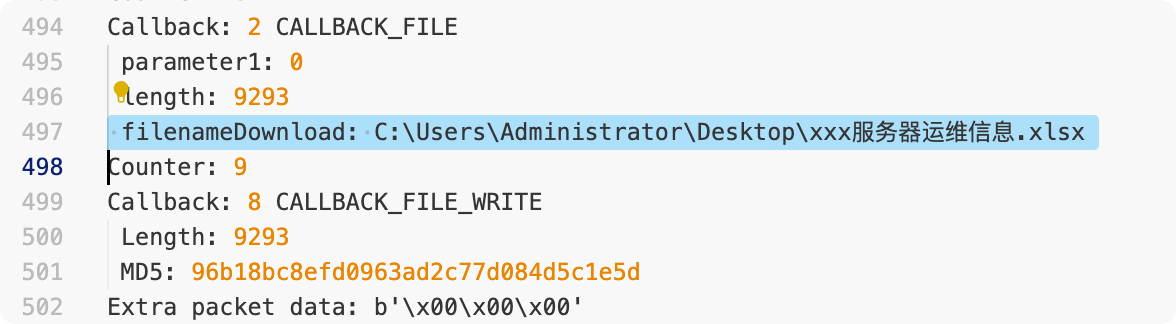 494 Callback: 2 CALLBACK_FILE
495 parameter1: 0
496 length: 9293
497 filenameDownload: C:\Users\Administrator\Desktop\xxx服务器运维信息.xlsx
498 Counter: 9
499 Callback: 8 CALLBACK_FILE_WRITE
500 Length: 9293
501 MD5: 96b18bc8efd0963ad2c77d084d5c1e5d
502 Extra packet data: b'\x00\x00\x00'